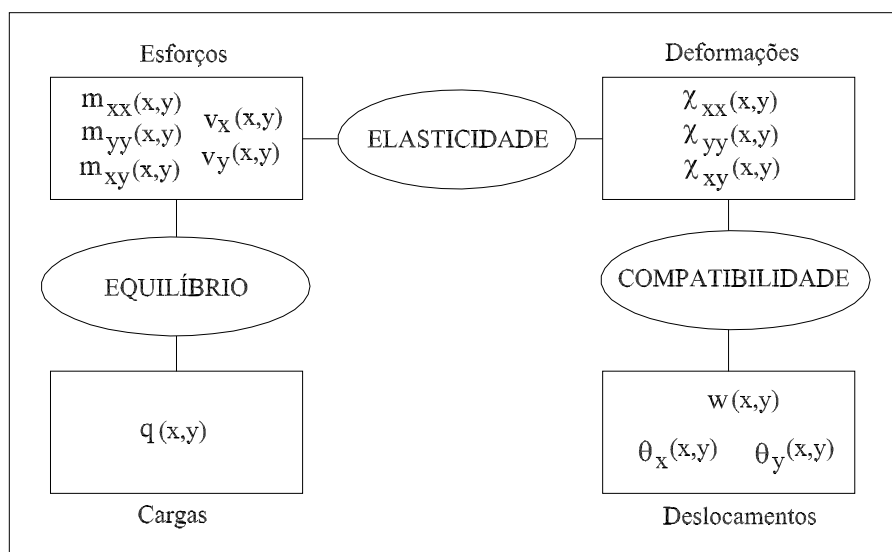 Esforços
m_xx(x,y)
m_yy(x,y)
m_xy(x,y)
v_x(x,y)
v_y(x,y)
ELASTICIDADE
Deformações
χ_xx(x,y)
χ_yy(x,y)
χ_xy(x,y)
EQUILÍBRIO
COMPATIBILIDADE
q(x,y)
Cargas
w(x,y)
θ_x(x,y) θ_y(x,y)
Deslocamentos